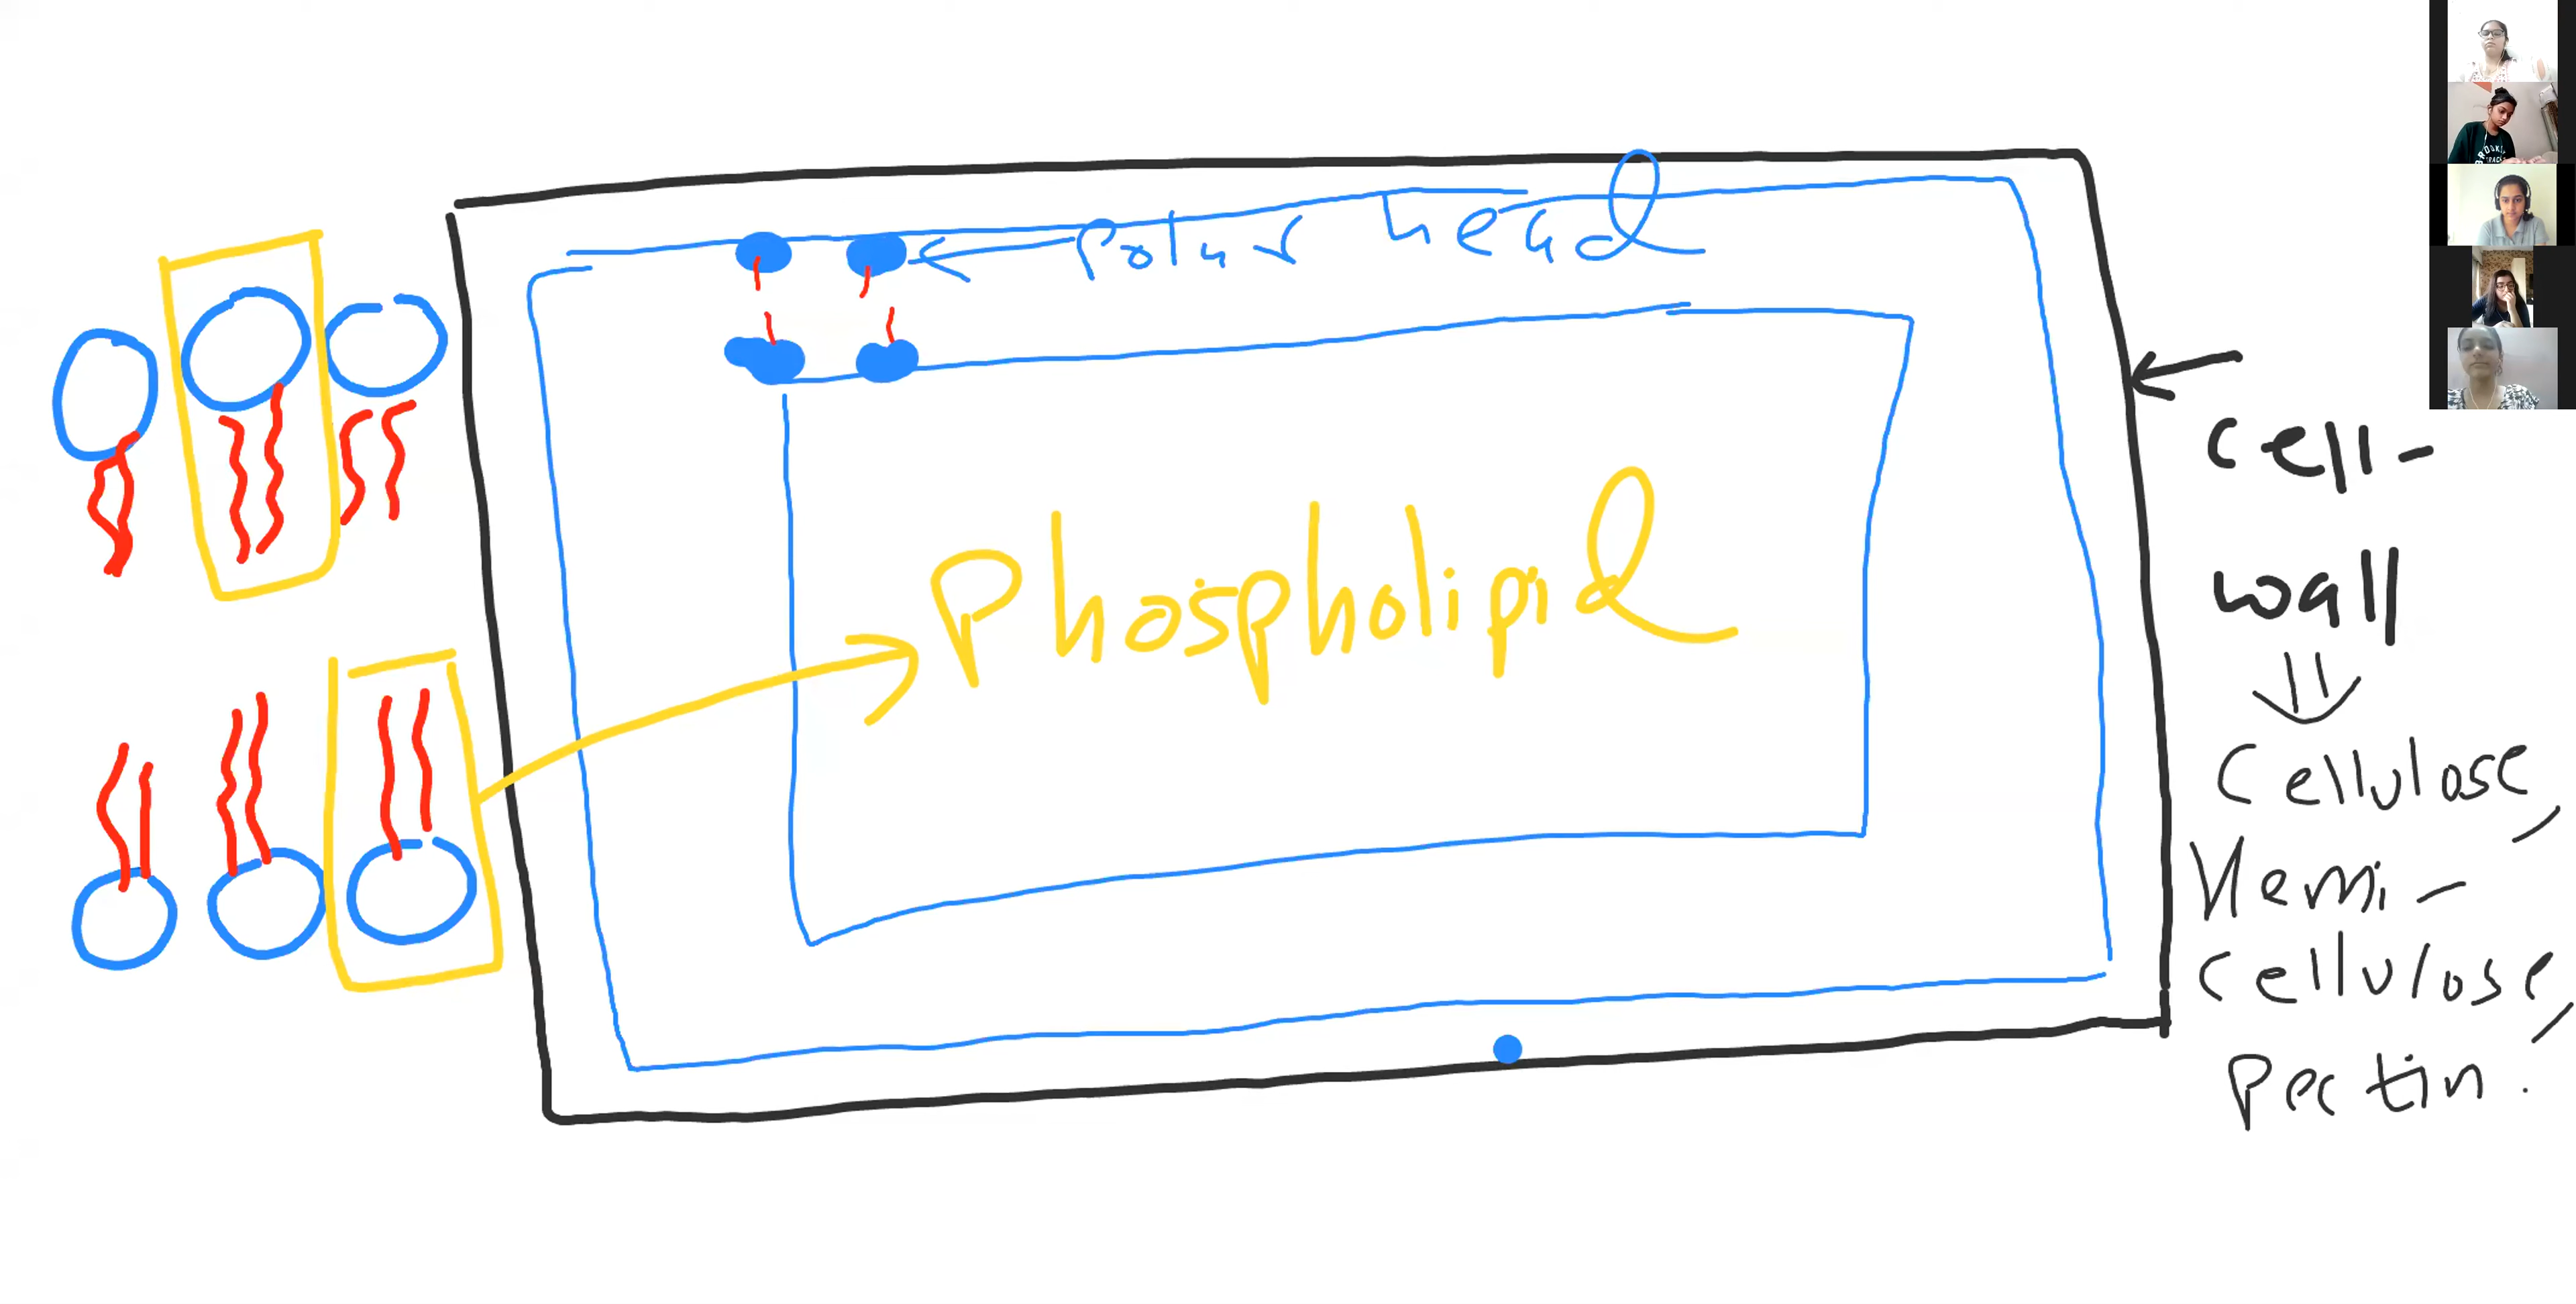 Polar head
Phospholipid
cell-
wall
Cellulose,
Hemi-
cellulose,
Pectin.